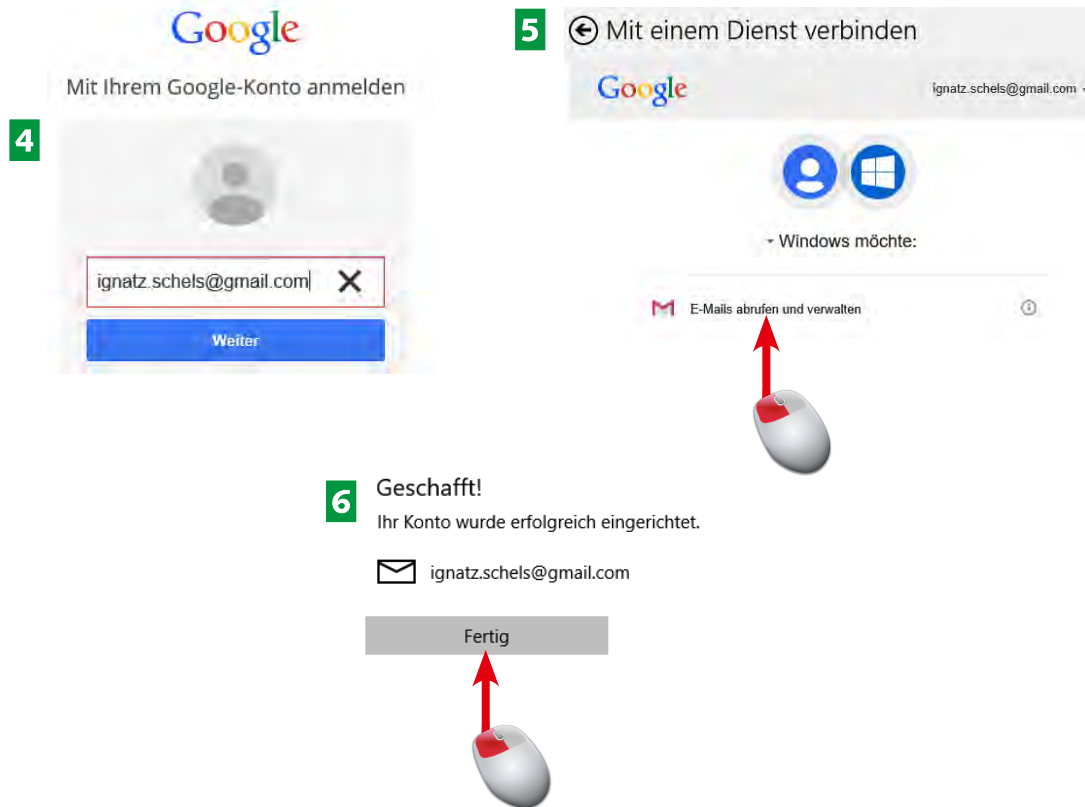 Google
Mit Ihrem Google-Konto anmelden
4
ignatz.schels@gmail.com
Weiter
5
Mit einem Dienst verbinden
Google
ignatz.schels@gmail.com
Windows möchte:
E-Mails abrufen und verwalten
6
Geschafft!
Ihr Konto wurde erfolgreich eingerichtet.
ignatz.schels@gmail.com
Fertig